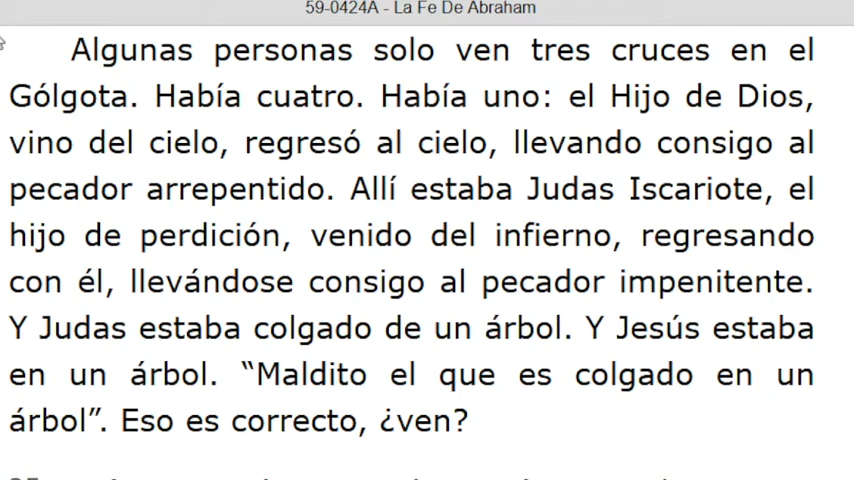 59-0424A - La Fe De Abraham
Algunas personas solo ven tres cruces en el
Gólgota. Había cuatro. Había uno: el Hijo de Dios,
vino del cielo, regresó al cielo, llevando consigo al
pecador arrepentido. Allí estaba Judas Iscariote, el
hijo de perdición, venido del infierno, regresando
con él, llevándose consigo al pecador impenitente.
Y Judas estaba colgado de un árbol. Y Jesús estaba
en un árbol. “Maldito el que es colgado en un
árbol”. Eso es correcto, ¿ven?